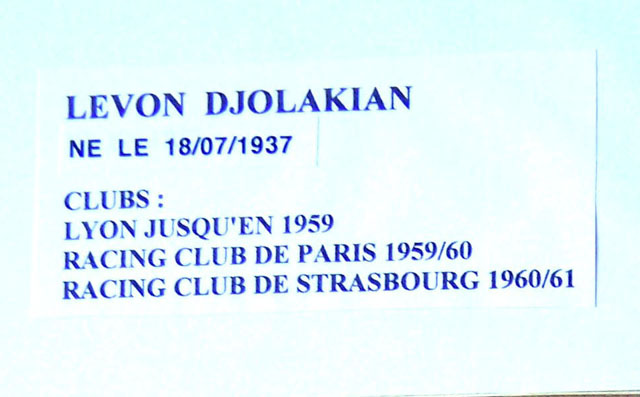 LEVON DJOLAKIAN
NE LE 18/07/1937
CLUBS :
LYON JUSQU'EN 1959
RACING CLUB DE PARIS 1959/60
RACING CLUB DE STRASBOURG 1960/61